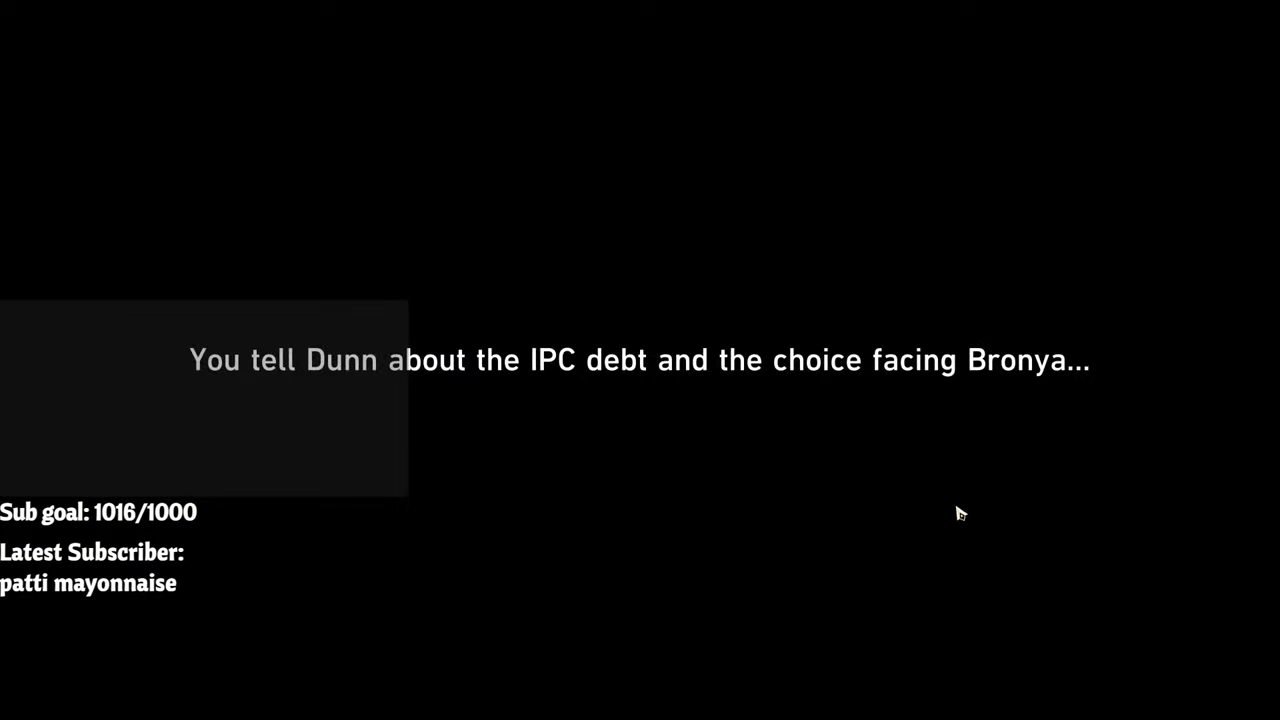 You tell Dunn about the IPC debt and the choice facing Bronya...
Sub goal: 1016/1000
Latest Subscriber:
patti mayonnaise